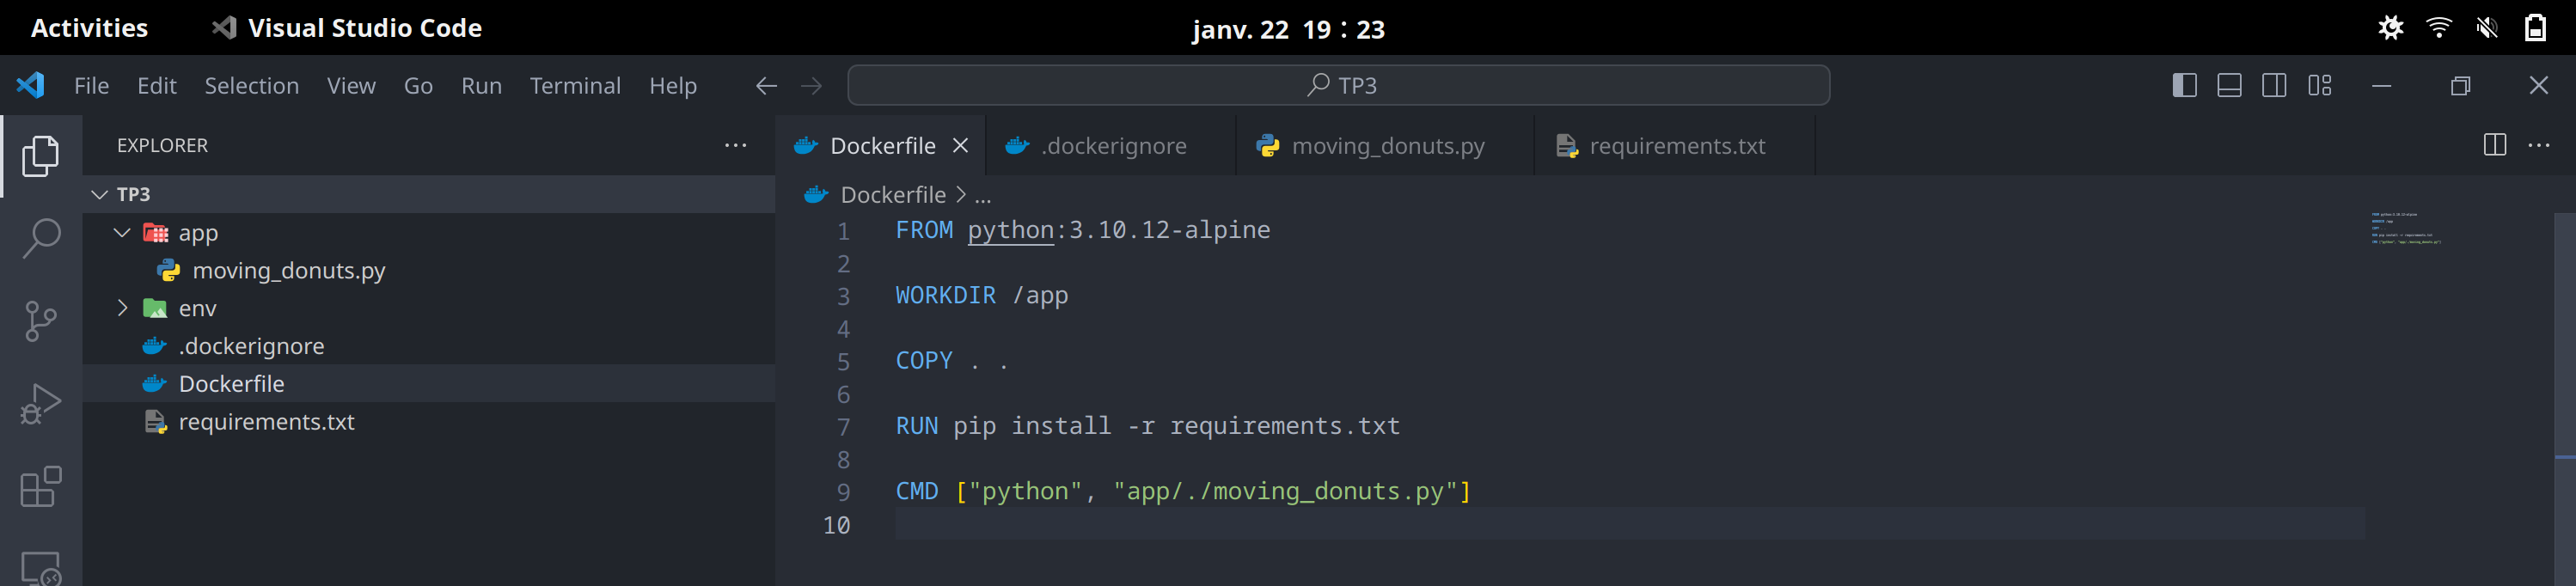 Activities Visual Studio Code janv. 22 19 : 23
File Edit Selection View Go Run Terminal Help TP3
EXPLORER
TP3
app
moving_donuts.py
env
.dockerignore
Dockerfile
requirements.txt
Dockerfile .dockerignore moving_donuts.py requirements.txt
Dockerfile > ...
1 FROM python:3.10.12-alpine
2
3 WORKDIR /app
4
5 COPY . .
6
7 RUN pip install -r requirements.txt
8
9 CMD ["python", "app/./moving_donuts.py"]
10